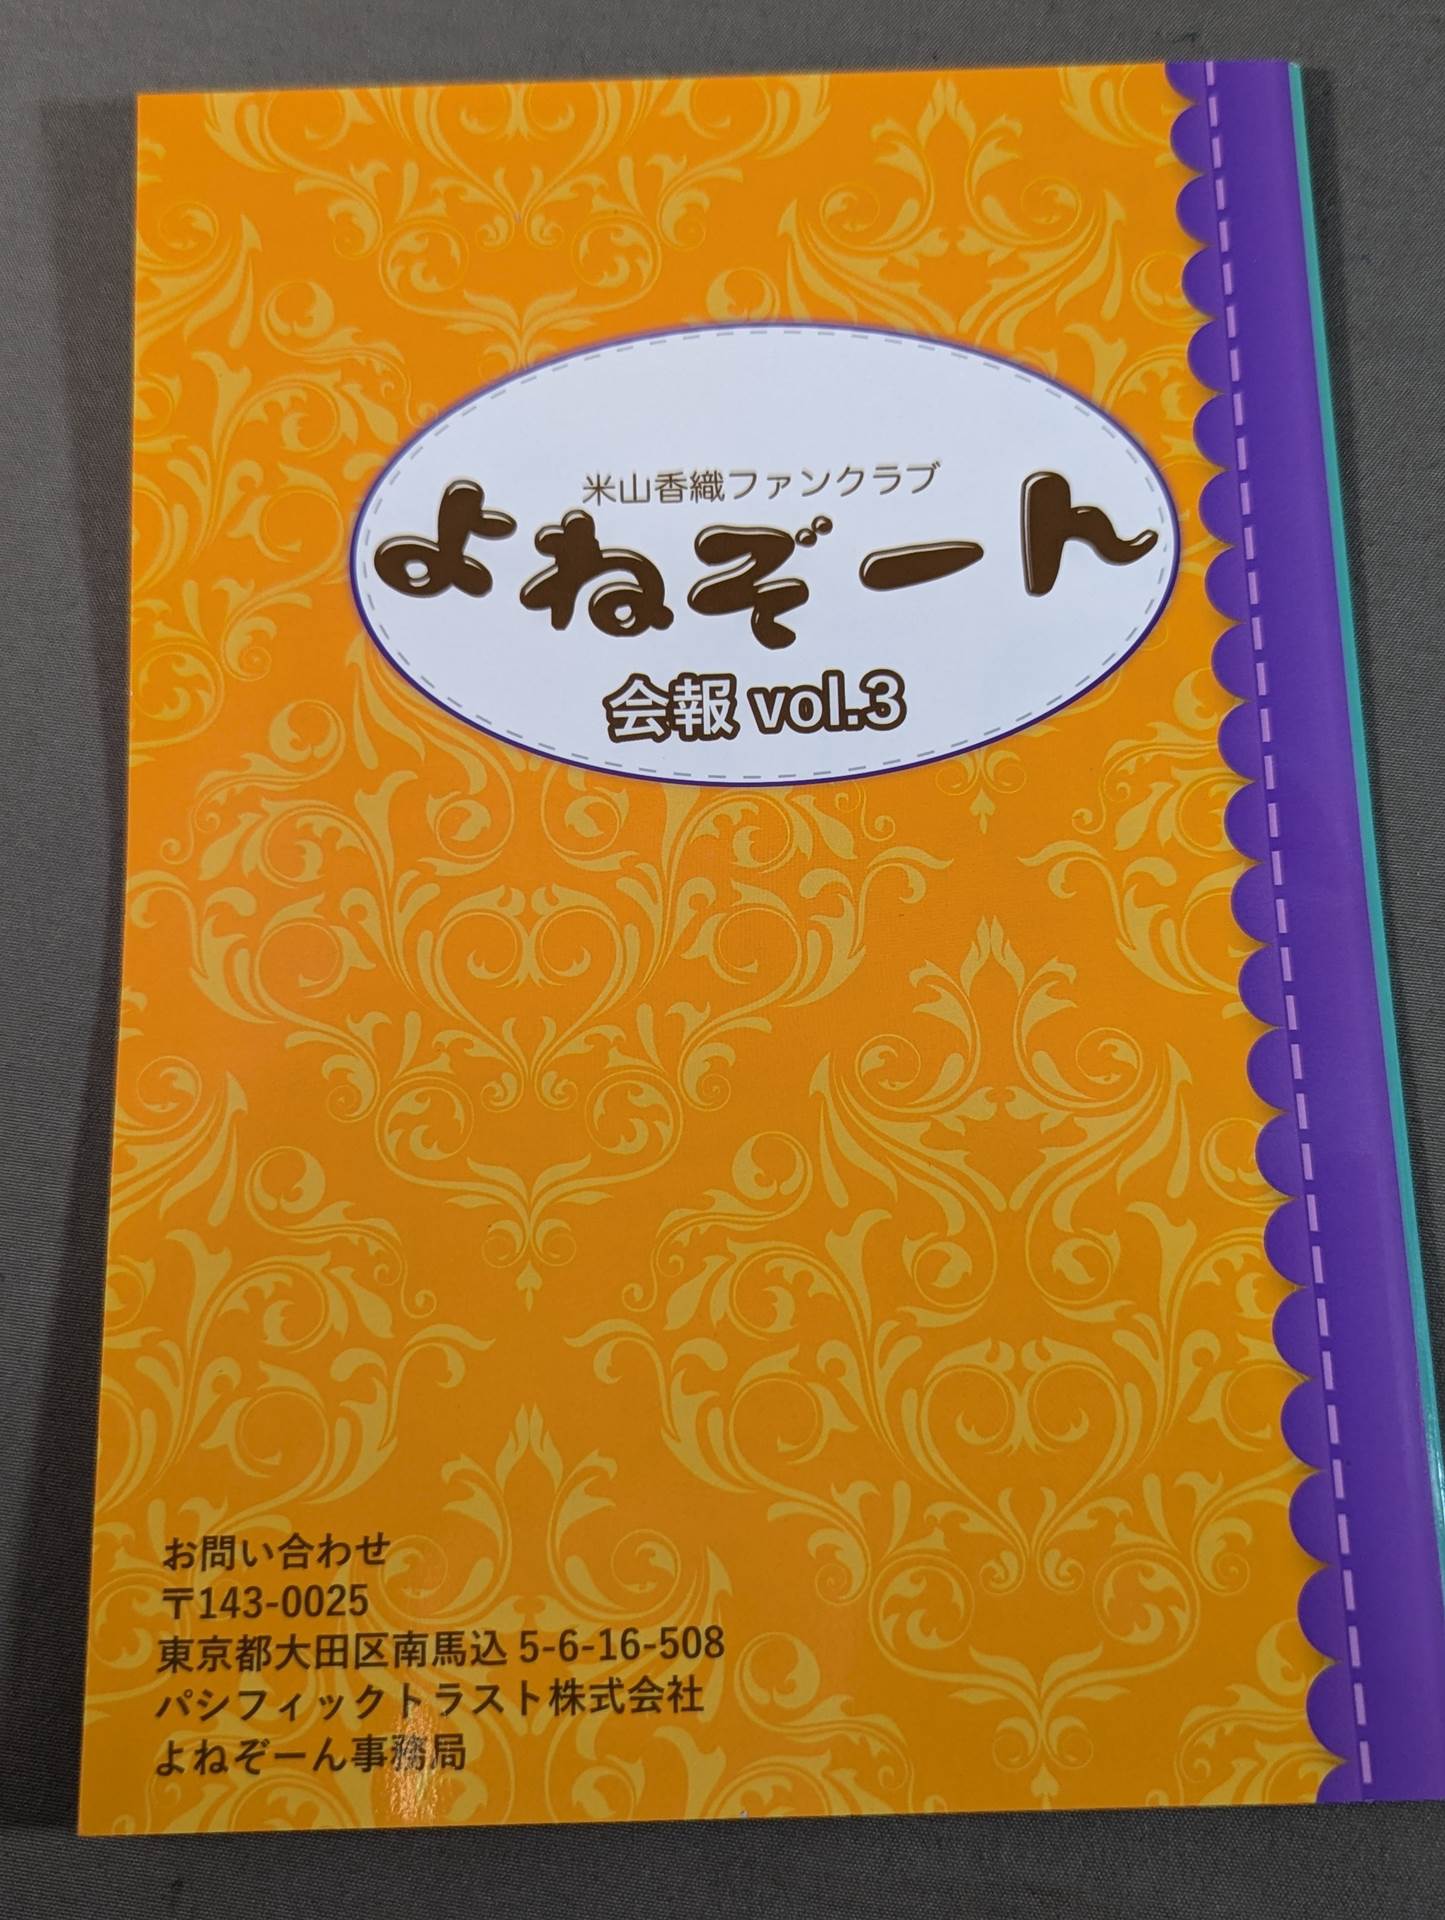 米山香織ファンクラブ
よねぞーん
会報 vol.3
お問い合わせ
〒143-0025
東京都大田区南馬込 5-6-16-508
パシフィックトラスト株式会社
よねぞーん事務局